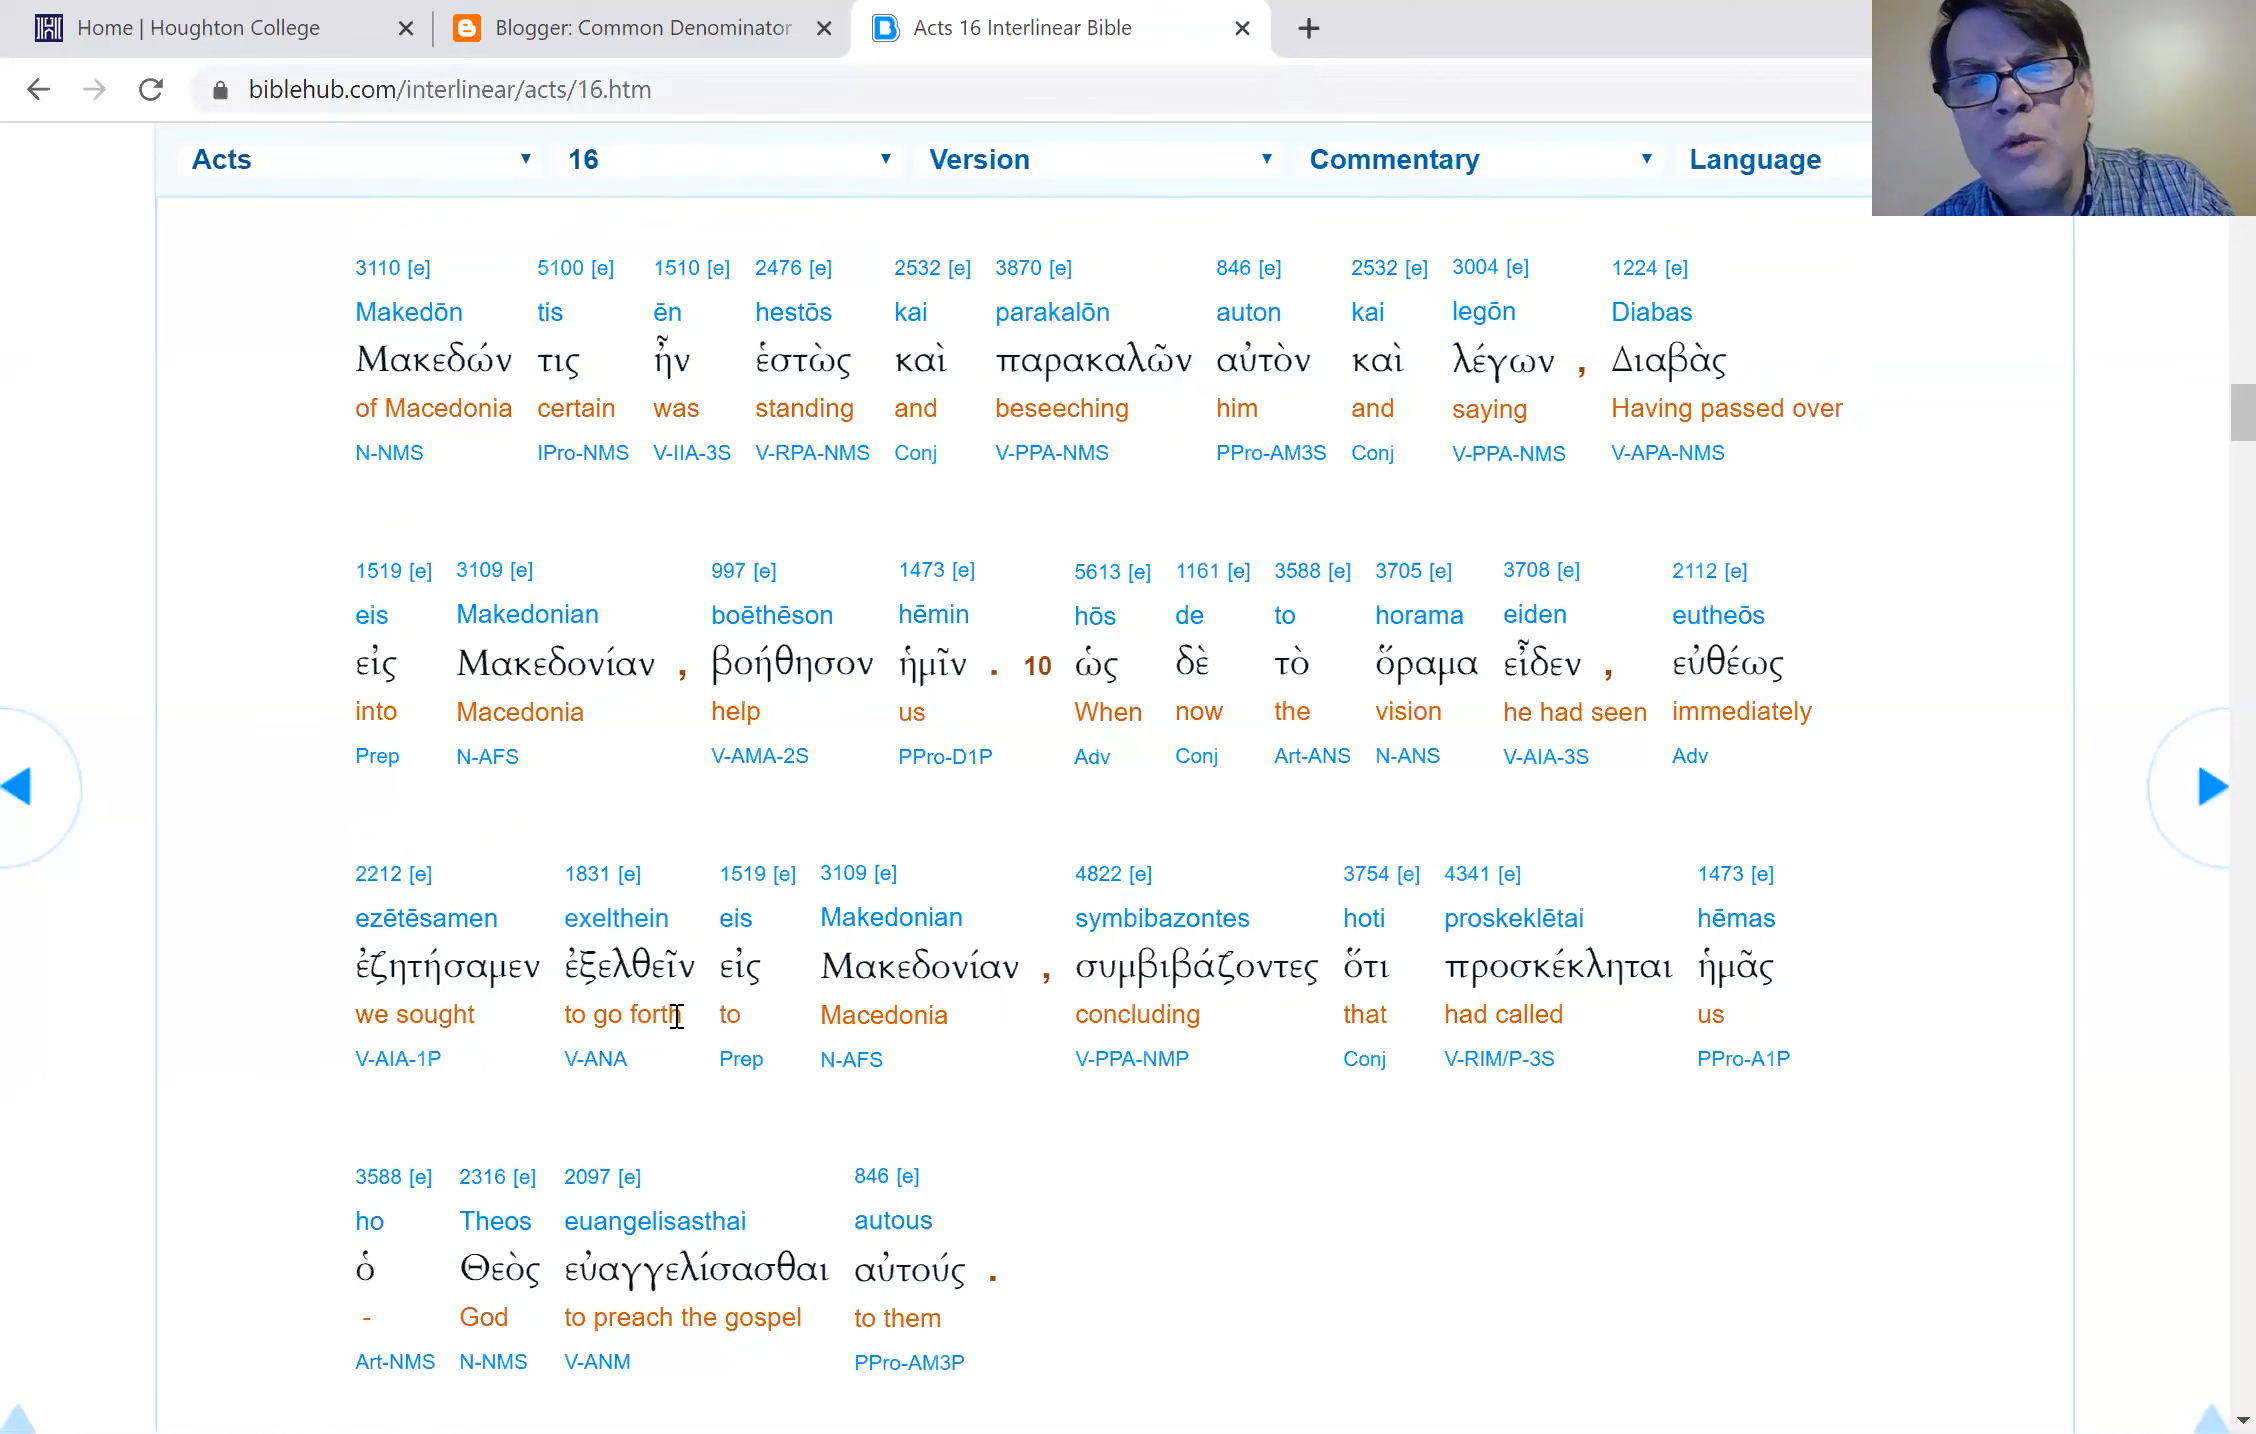 Home | Houghton College
Blogger: Common Denominator
Acts 16 Interlinear Bible
biblehub.com/interlinear/acts/16.htm
Acts 16 Version Commentary Language
3110 [e] 5100 [e] 1510 [e] 2476 [e] 2532 [e] 3870 [e] 846 [e] 2532 [e] 3004 [e] 1224 [e]
Makedōn tis ēn hestōs kai parakalōn auton kai legōn Diabas
Μακεδών τις ἦν ἑστὼς καὶ παρακαλῶν αὐτὸν καὶ λέγων , Διαβὰς
of Macedonia certain was standing and beseeching him and saying Having passed over
N-NMS IPro-NMS V-IIA-3S V-RPA-NMS Conj V-PPA-NMS PPro-AM3S Conj V-PPA-NMS V-APA-NMS
1519 [e] 3109 [e] 997 [e] 1473 [e] 5613 [e] 1161 [e] 3588 [e] 3705 [e] 3708 [e] 2112 [e]
eis Makedonian boēthēson hēmin hōs de to horama eiden eutheōs
εἰς Μακεδονίαν , βοήθησον ἡμῖν . 10 ὡς δὲ τὸ ὅραμα εἶδεν , εὐθέως
into Macedonia help us When now the vision he had seen immediately
Prep N-AFS V-AMA-2S PPro-D1P Adv Conj Art-ANS N-ANS V-AIA-3S Adv
2212 [e] 1831 [e] 1519 [e] 3109 [e] 4822 [e] 3754 [e] 4341 [e] 1473 [e]
ezētēsamen exelthein eis Makedonian symbibazontes hoti proskeklētai hēmas
ἐζητήσαμεν ἐξελθεῖν εἰς Μακεδονίαν , συμβιβάζοντες ὅτι προσκέκληται ἡμᾶς
we sought to go forth to Macedonia concluding that had called us
V-AIA-1P V-ANA Prep N-AFS V-PPA-NMP Conj V-RIM/P-3S PPro-A1P
3588 [e] 2316 [e] 2097 [e] 846 [e]
ho Theos euangelisasthai autous
ὁ Θεὸς εὐαγγελίσασθαι αὐτούς .
- God to preach the gospel to them
Art-NMS N-NMS V-ANM PPro-AM3P